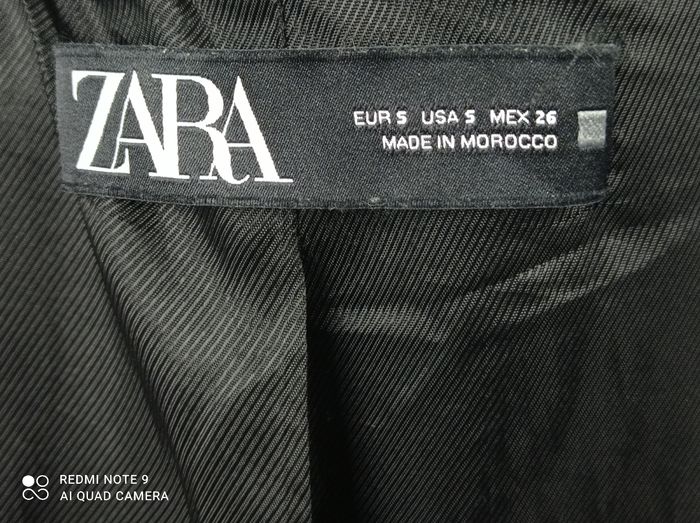 ZARA
EUR S USA S MEX 26
MADE IN MOROCCO
REDMI NOTE 9
AI QUAD CAMERA